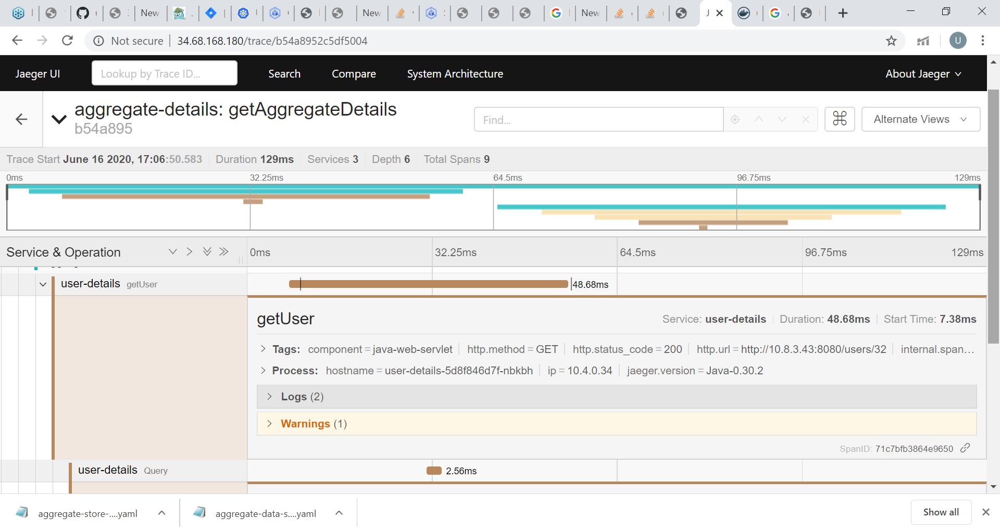 New
New
New
Not secure
34.68.168.180/trace/b54a8952c5df5004
U
Jaeger UI
Lookup by Trace ID...
Search
Compare
System Architecture
About Jaeger
aggregate-details: getAggregateDetails
b54a895
Find...
Alternate Views
Trace Start June 16 2020, 17:06:50.583
Duration 129ms
Services 3
Depth 6
Total Spans 9
0ms 32.25ms 64.5ms 96.75ms 129ms
Service & Operation
0ms 32.25ms 64.5ms 96.75ms 129ms
user-details getUser
48.68ms
getUser
Service: user-details
Duration: 48.68ms
Start Time: 7.38ms
Tags: component = java-web-servlet http.method = GET http.status_code = 200 http.url = http://10.8.3.43:8080/users/32 internal.span...
Process: hostname = user-details-5d8f846d7f-nbkbh ip = 10.4.0.34 jaeger.version = Java-0.30.2
Logs (2)
Warnings (1)
SpanID: 71c7bfb3864e9650
user-details Query
2.56ms
aggregate-store-....yaml
aggregate-data-s....yaml
Show all